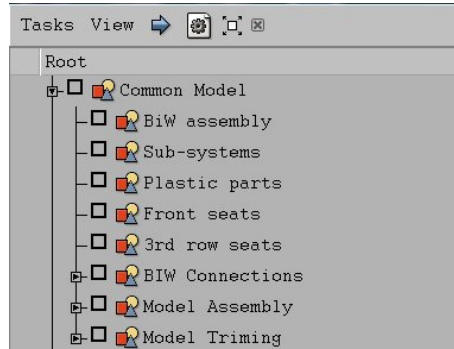 Tasks View
Root
Common Model
BiW assembly
Sub-systems
Plastic parts
Front seats
3rd row seats
BIW Connections
Model Assembly
Model Triming